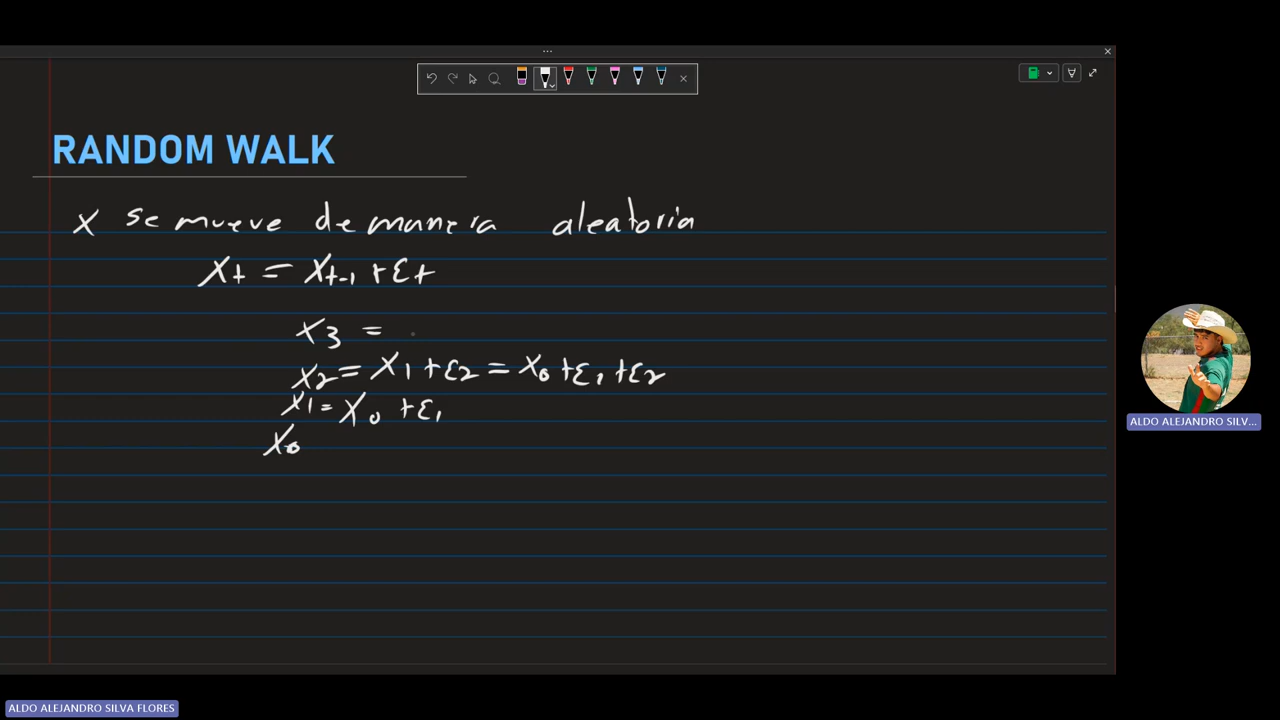 RANDOM WALK
X se mueve de manera aleatoria
Xt = Xt-1 + εt
X3 =
X2 = X1 + ε2 = X0 + ε1 + ε2
X1 = X0 + ε1
X0
ALDO ALEJANDRO SILV...
ALDO ALEJANDRO SILVA FLORES